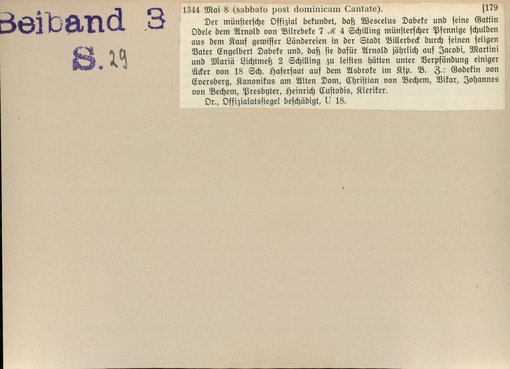 Beiband 3
S. 29
1344 Mai 8 (sabbato post dominicam Cantate). [179
Der münstersche Offizial bekundet, daß Wescelus Dabeke und seine Gattin
Odele dem Arnold von Bilrebeke 7 ℳ 4 Schilling münsterscher Pfennige schulden
aus dem Kauf gewisser Ländereien in der Stadt Billerbeck durch seinen seligen
Vater Engelbert Dabeke und, daß sie dafür Arnold jährlich auf Jacobi, Martini
und Mariä Lichtmeß 2 Schilling zu leisten hätten unter Verpfändung einiger
Äcker von 18 Sch. Hafersaat auf dem Asbroke im Ksp. B. Z.: Godekin von
Eversberg, Kanonikus am Alten Dom, Christian von Bechem, Vikar, Johannes
von Bechem, Presbyter, Heinrich Custodis, Kleriker.
Or., Offizialatssiegel beschädigt, U 18.